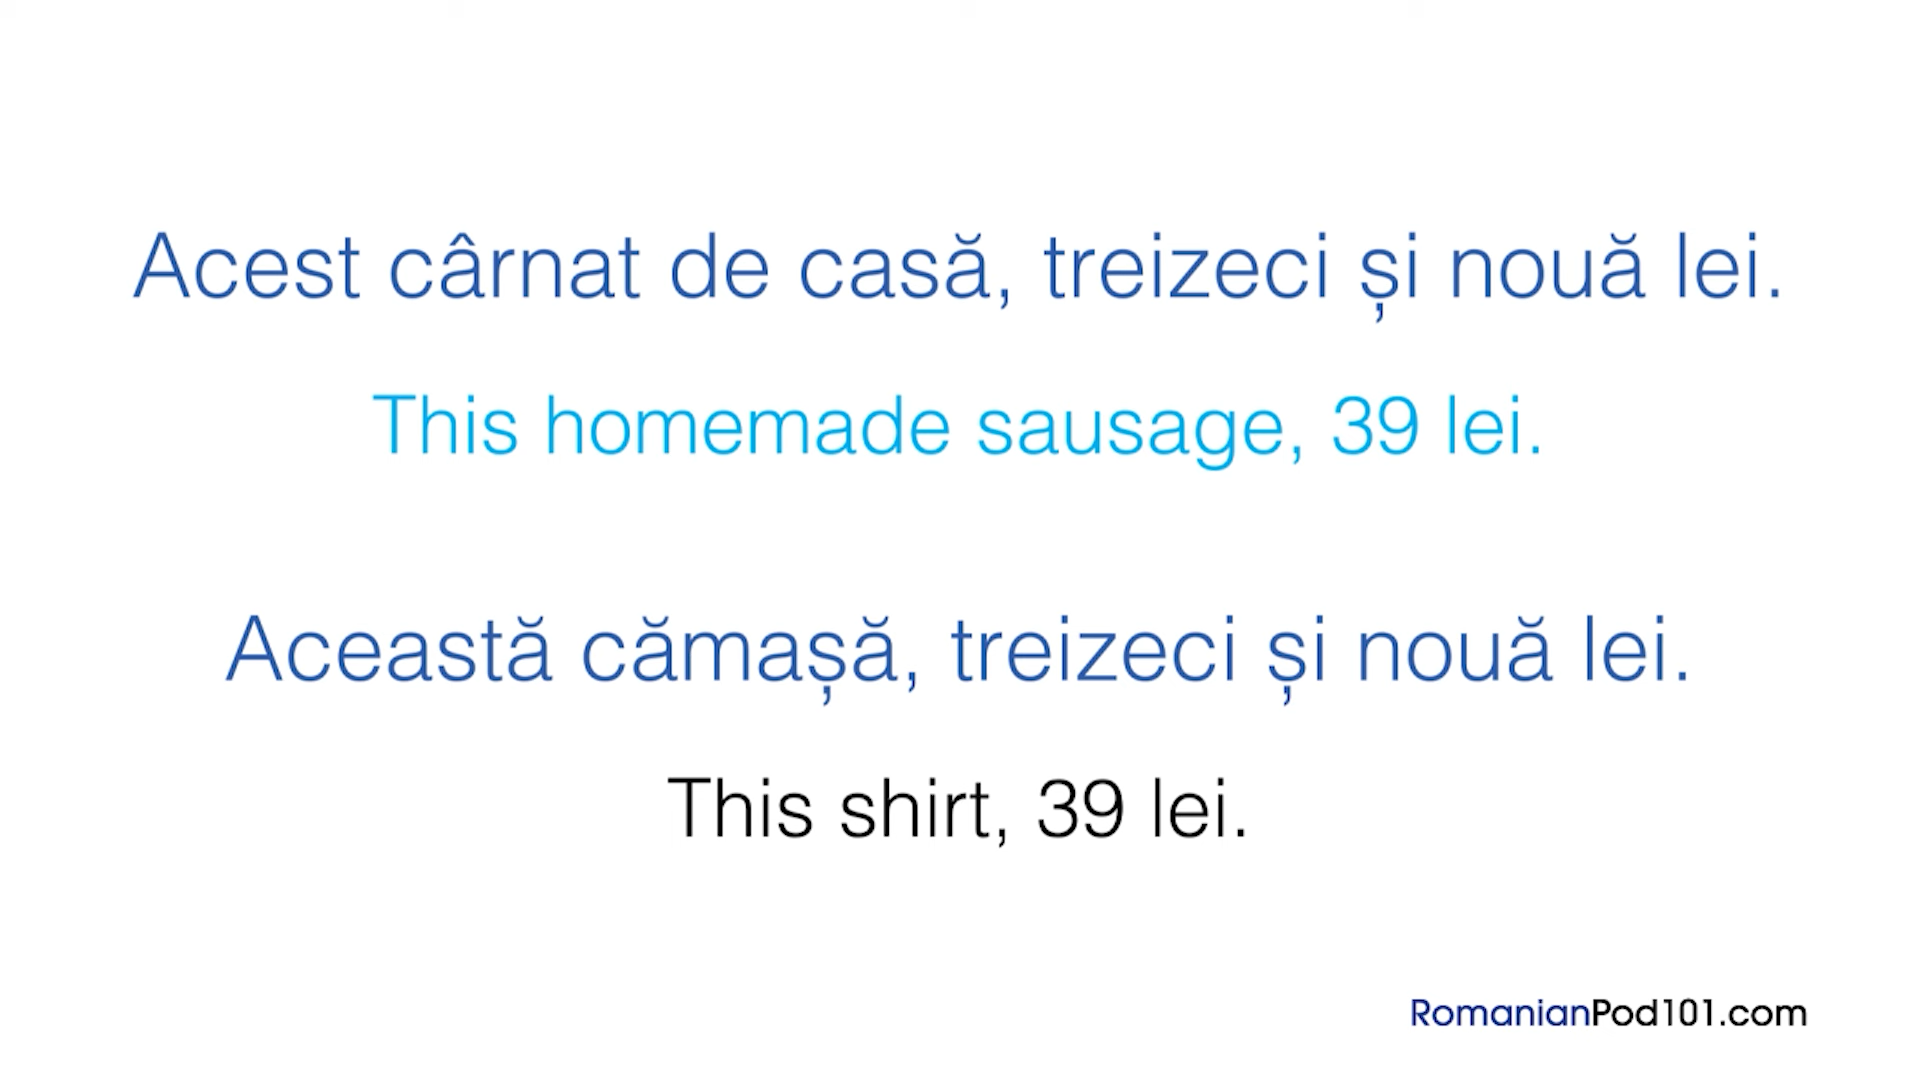 Acest cârnat de casă, treizeci și nouă lei.
This homemade sausage, 39 lei.
Această cămașă, treizeci și nouă lei.
This shirt, 39 lei.
RomanianPod101.com